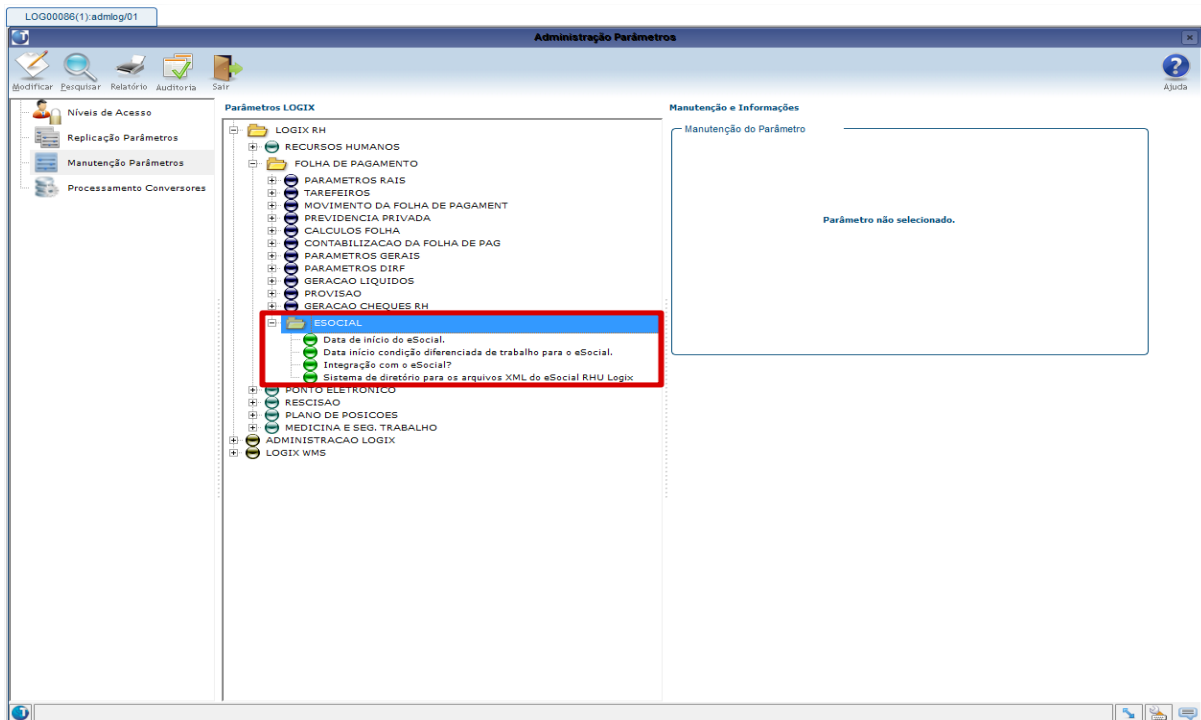 LOG00086(1):admlog/01
Administração Parâmetros
Modificar Pesquisar Relatório Auditoria Sair Ajuda
Níveis de Acesso
Replicação Parâmetros
Manutenção Parâmetros
Processamento Conversores
Parâmetros LOGIX
LOGIX RH
RECURSOS HUMANOS
FOLHA DE PAGAMENTO
PARAMETROS RAIS
TAREFEIROS
MOVIMENTO DA FOLHA DE PAGAMENT
PREVIDENCIA PRIVADA
CALCULOS FOLHA
CONTABILIZACAO DA FOLHA DE PAG
PARAMETROS GERAIS
PARAMETROS DIRF
GERACAO LIQUIDOS
PROVISAO
GERACAO CHEQUES RH
ESOCIAL
Data de início do eSocial.
Data início condição diferenciada de trabalho para o eSocial.
Integração com o eSocial?
Sistema de diretório para os arquivos XML do eSocial RHU Logix
PONTO ELETRONICO
RESCISAO
PLANO DE POSICOES
MEDICINA E SEG. TRABALHO
ADMINISTRACAO LOGIX
LOGIX WMS
Manutenção e Informações
Manutenção do Parâmetro
Parâmetro não selecionado.